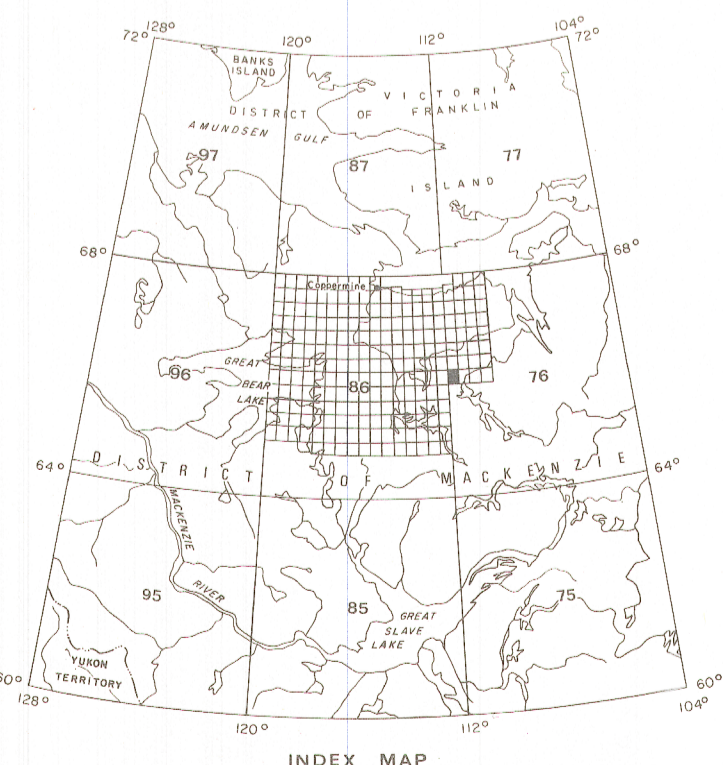 128°
120°
112°
104°
72°
72°
BANKS
ISLAND
VICTORIA
DISTRICT OF FRANKLIN
AMUNDSEN GULF
97
87
77
ISLAND
68°
68°
Coppermine
GREAT
96
86
76
BEAR
LAKE
DISTRICT OF MACKENZIE
64°
64°
MACKENZIE
RIVER
95
85
75
GREAT
SLAVE
LAKE
YUKON
TERRITORY
60°
60°
128°
120°
112°
104°
INDEX MAP